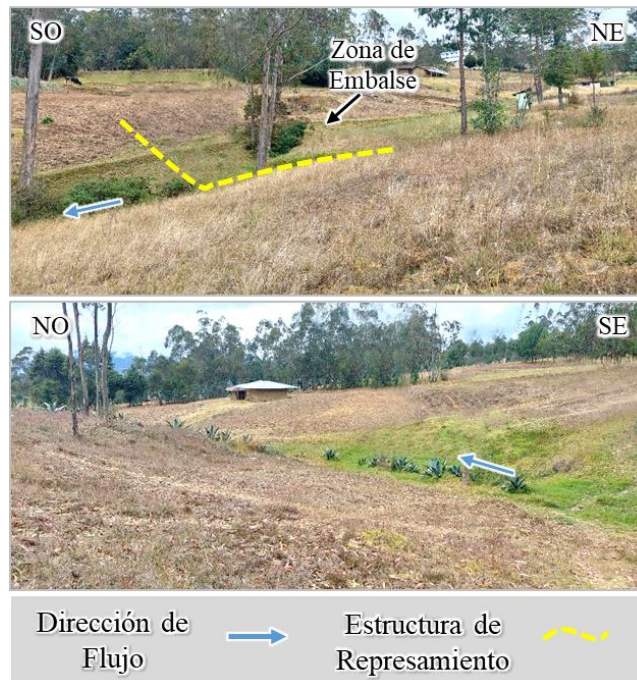 SO
NE
Zona de
Embalse
NO
SE
Dirección de
Flujo
Estructura de
Represamiento